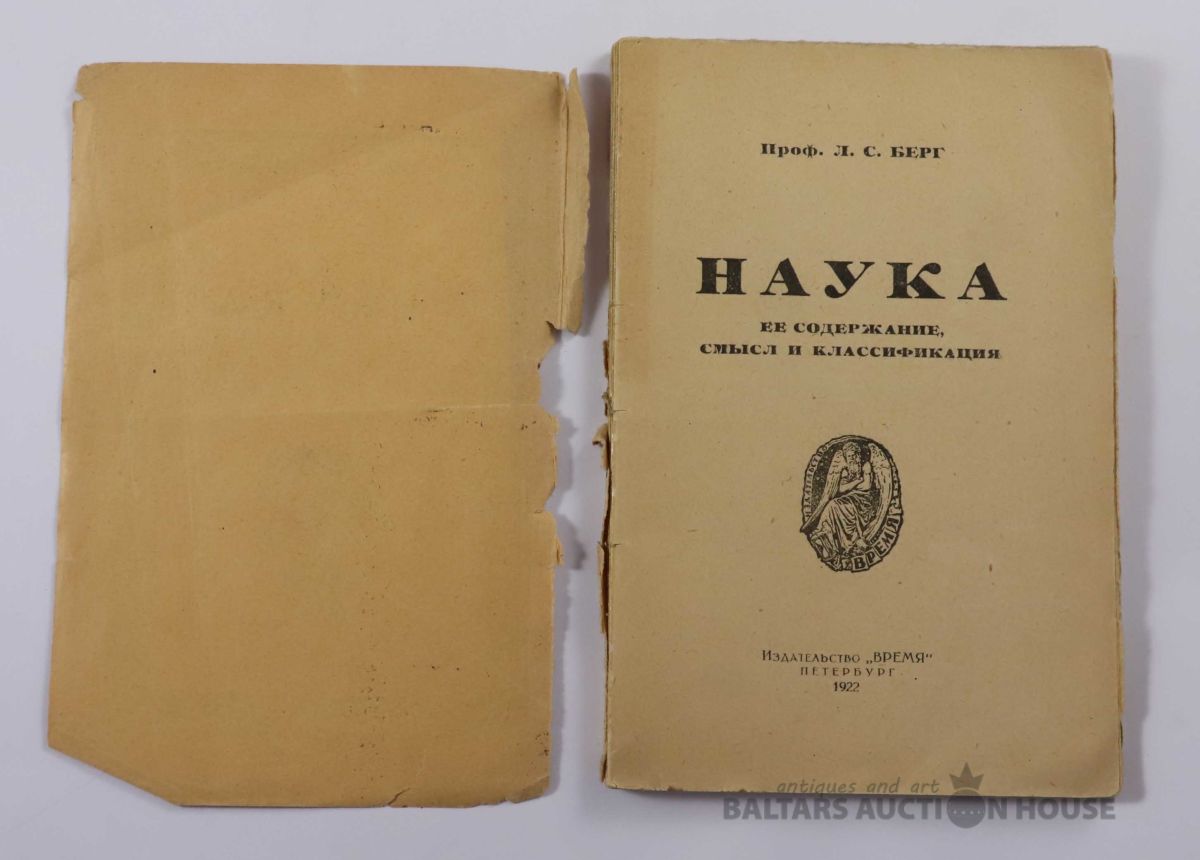 Проф. Л. С. БЕРГ
НАУКА
ЕЕ СОДЕРЖАНИЕ,
СМЫСЛ И КЛАССИФИКАЦИЯ
ВРЕМЯ
Издательство „ВРЕМЯ“
ПЕТЕРБУРГ
1922
antiques and art
BALTARS AUCTION HOUSE